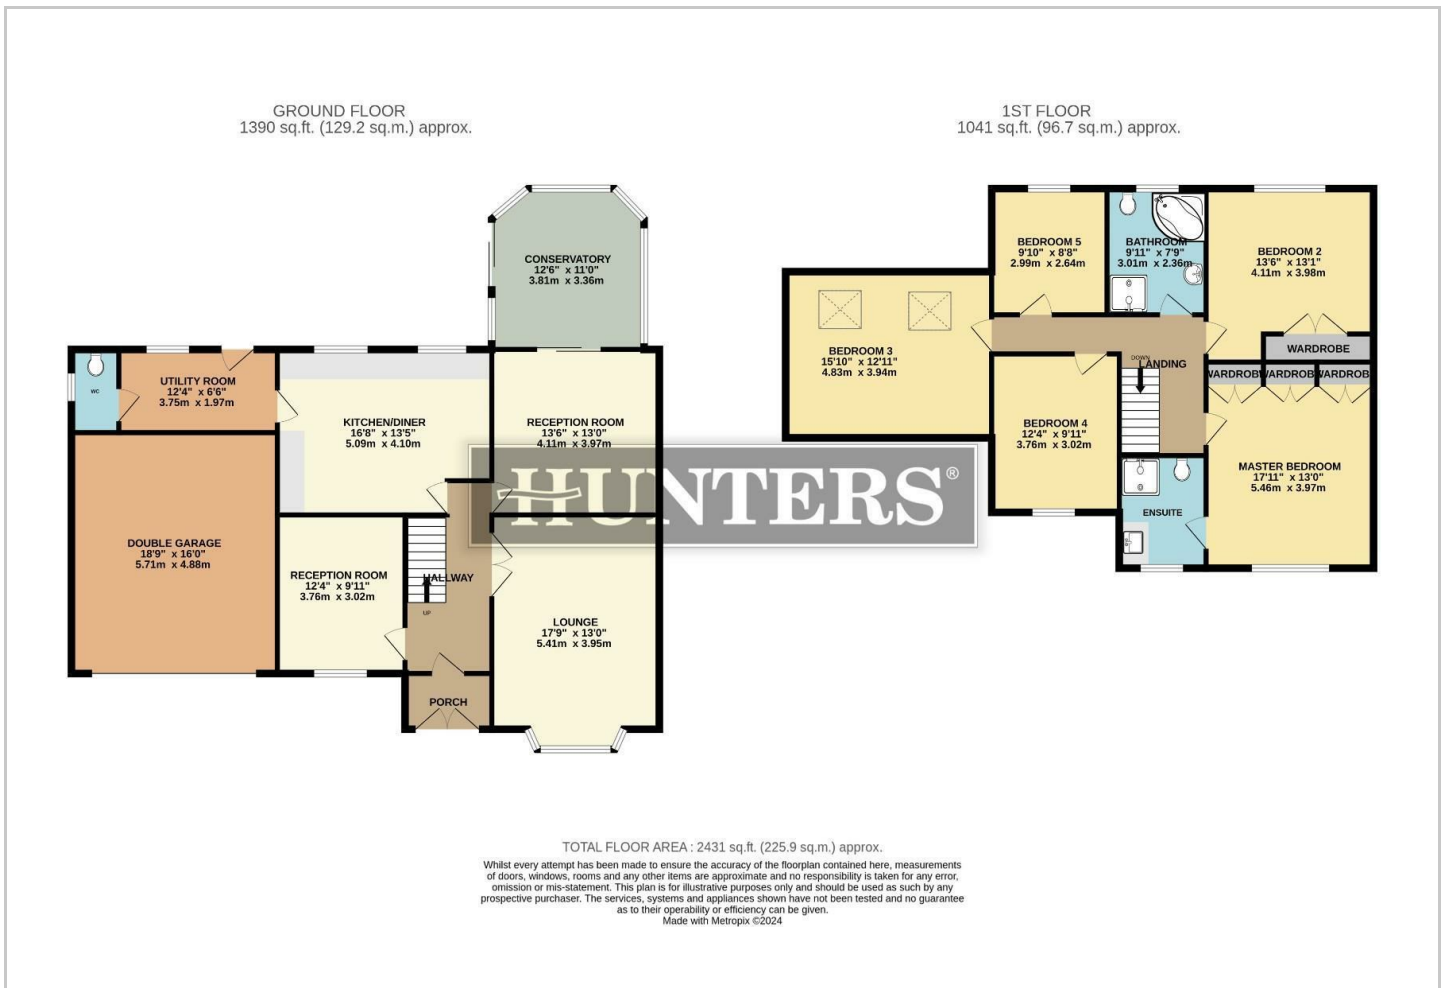 GROUND FLOOR
1390 sq.ft. (129.2 sq.m.) approx.
1ST FLOOR
1041 sq.ft. (96.7 sq.m.) approx.
CONSERVATORY
12'6" x 11'0"
3.81m x 3.36m
WC
UTILITY ROOM
12'4" x 6'6"
3.75m x 1.97m
KITCHEN/DINER
16'8" x 13'5"
5.09m x 4.10m
RECEPTION ROOM
13'6" x 13'0"
4.11m x 3.97m
DOUBLE GARAGE
18'9" x 16'0"
5.71m x 4.88m
RECEPTION ROOM
12'4" x 9'11"
3.76m x 3.02m
HALLWAY
UP
LOUNGE
17'9" x 13'0"
5.41m x 3.95m
PORCH
HUNTERS®
BEDROOM 5
9'10" x 8'8"
2.99m x 2.64m
BATHROOM
9'11" x 7'9"
3.01m x 2.36m
BEDROOM 2
13'6" x 13'1"
4.11m x 3.98m
BEDROOM 3
15'10" x 12'11"
4.83m x 3.94m
WARDROBE
DOWN
LANDING
WARDROBE
WARDROBE
WARDROBE
BEDROOM 4
12'4" x 9'11"
3.76m x 3.02m
MASTER BEDROOM
17'11" x 13'0"
5.46m x 3.97m
ENSUITE
TOTAL FLOOR AREA : 2431 sq.ft. (225.9 sq.m.) approx.
Whilst every attempt has been made to ensure the accuracy of the floorplan contained here, measurements
of doors, windows, rooms and any other items are approximate and no responsibility is taken for any error,
omission or mis-statement. This plan is for illustrative purposes only and should be used as such by any
prospective purchaser. The services, systems and appliances shown have not been tested and no guarantee
as to their operability or efficiency can be given.
Made with Metropix ©2024